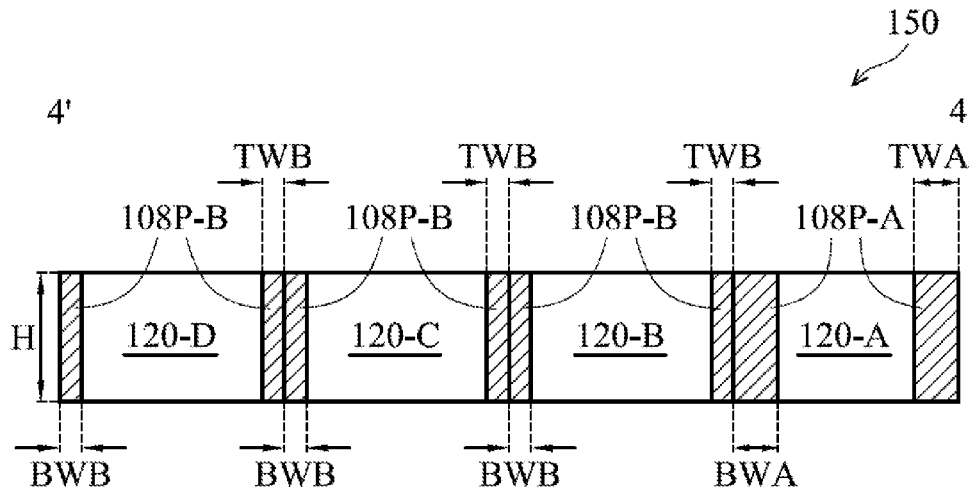 150
4' 4
TWB TWB TWB TWA
108P-B 108P-B 108P-B 108P-A
H 120-D 120-C 120-B 120-A
BWB BWB BWB BWA